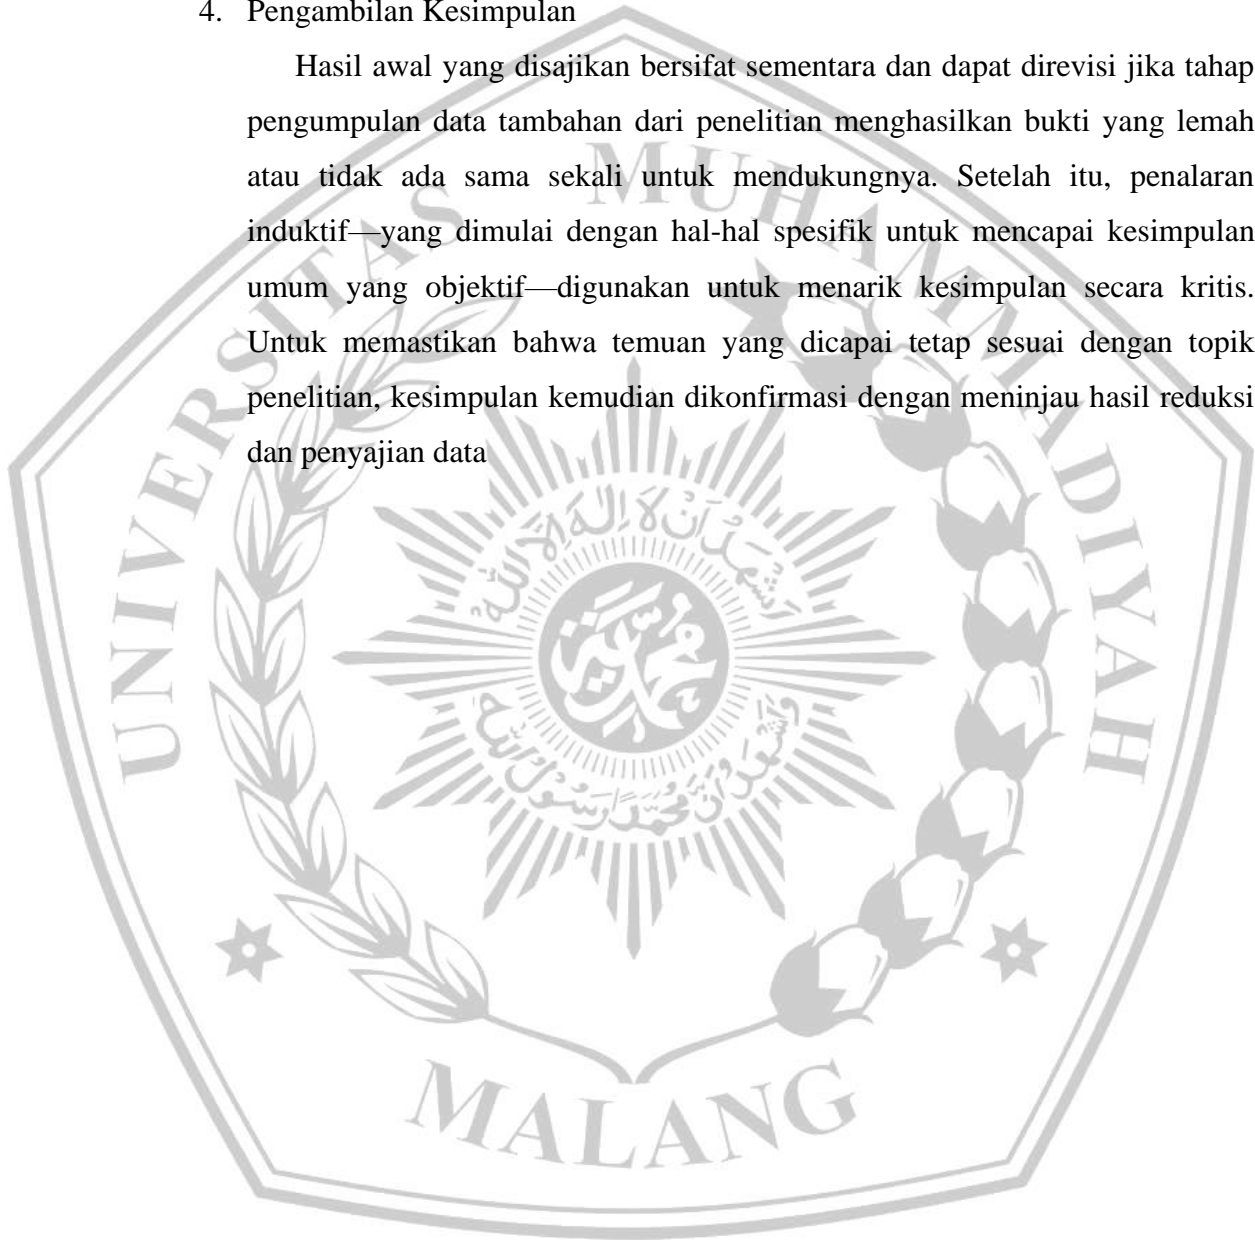 4. Pengambilan Kesimpulan
Hasil awal yang disajikan bersifat sementara dan dapat direvisi jika tahap
pengumpulan data tambahan dari penelitian menghasilkan bukti yang lemah
atau tidak ada sama sekali untuk mendukungnya. Setelah itu, penalaran
induktif—yang dimulai dengan hal-hal spesifik untuk mencapai kesimpulan
umum yang objektif—digunakan untuk menarik kesimpulan secara kritis.
Untuk memastikan bahwa temuan yang dicapai tetap sesuai dengan topik
penelitian, kesimpulan kemudian dikonfirmasi dengan meninjau hasil reduksi
dan penyajian data
UNIVERSITAS MUHAMMADIYAH
MALANG